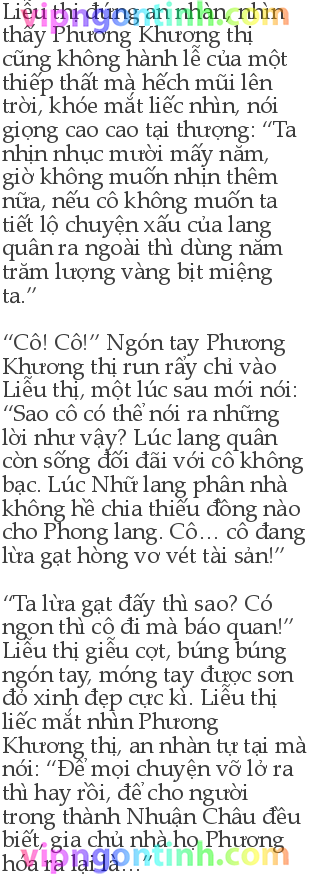 Liễu thị đứng an nhàn, nhìn
thấy Phương Khương thị
cũng không hành lễ của một
thiếp thất mà hếch mũi lên
trời, khóe mắt liếc nhìn, nói
giọng cao cao tại thượng: “Ta
nhịn nhục mười mấy năm,
giờ không muốn nhịn thêm
nữa, nếu cô không muốn ta
tiết lộ chuyện xấu của lang
quân ra ngoài thì dùng năm
trăm lượng vàng bịt miệng
ta.”
“Cô! Cô!” Ngón tay Phương
Khương thị run rẩy chỉ vào
Liễu thị, một lúc sau mới nói:
“Sao cô có thể nói ra những
lời như vậy? Lúc lang quân
còn sống đối đãi với cô không
bạc. Lúc Nhữ lang phân nhà
không hề chia thiếu đồng nào
cho Phong lang. Cô… cô đang
lừa gạt hòng vơ vét tài sản!”
“Ta lừa gạt đấy thì sao? Có
ngon thì cô đi mà báo quan!”
Liễu thị giễu cợt, búng búng
ngón tay, móng tay được sơn
đỏ xinh đẹp cực kì. Liễu thị
liếc mắt nhìn Phương
Khương thị, an nhàn tự tại mà
nói: “Để mọi chuyện vỡ lở ra
thì hay rồi, để cho người
trong thành Nhuận Châu đều
biết, gia chủ nhà họ Phương
hóa ra lại là…”
vipngontinh.com
vipngontinh.com